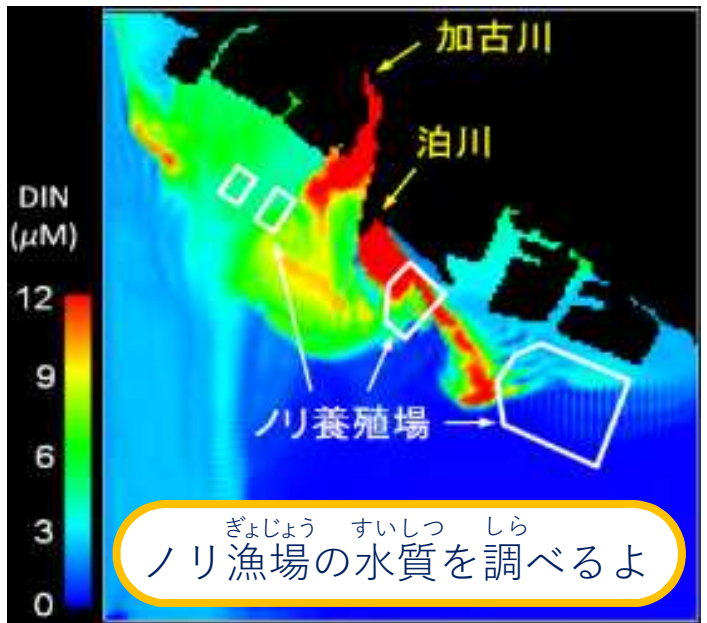 加古川
泊川
DIN
(μM)
12
9
6
3
0
ノリ養殖場
ぎょじょう すいしつ しら
ノリ漁場の水質を調べるよ